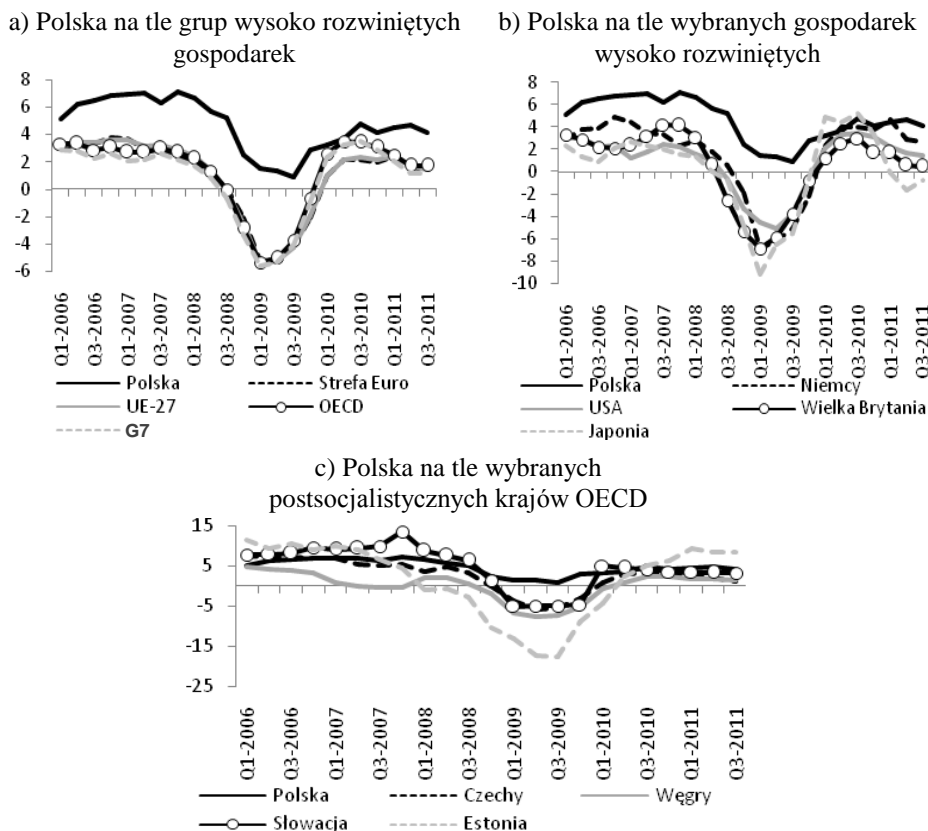 a) Polska na tle grup wysoko rozwiniętych
gospodarek
8
6
4
2
0
-2
-4
-6
Q1-2006
Q3-2006
Q1-2007
Q3-2007
Q1-2008
Q3-2008
Q1-2009
Q3-2009
Q1-2010
Q3-2010
Q1-2011
Q3-2011
Polska
Strefa Euro
UE-27
OECD
G7
b) Polska na tle wybranych gospodarek
wysoko rozwiniętych
8
6
4
2
0
-2
-4
-6
-8
-10
Q1-2006
Q3-2006
Q1-2007
Q3-2007
Q1-2008
Q3-2008
Q1-2009
Q3-2009
Q1-2010
Q3-2010
Q1-2011
Q3-2011
Polska
Niemcy
USA
Wielka Brytania
Japonia
c) Polska na tle wybranych
postsocjalistycznych krajów OECD
15
5
-5
-15
-25
Q1-2006
Q3-2006
Q1-2007
Q3-2007
Q1-2008
Q3-2008
Q1-2009
Q3-2009
Q1-2010
Q3-2010
Q1-2011
Q3-2011
Polska
Czechy
Węgry
Słowacja
Estonia